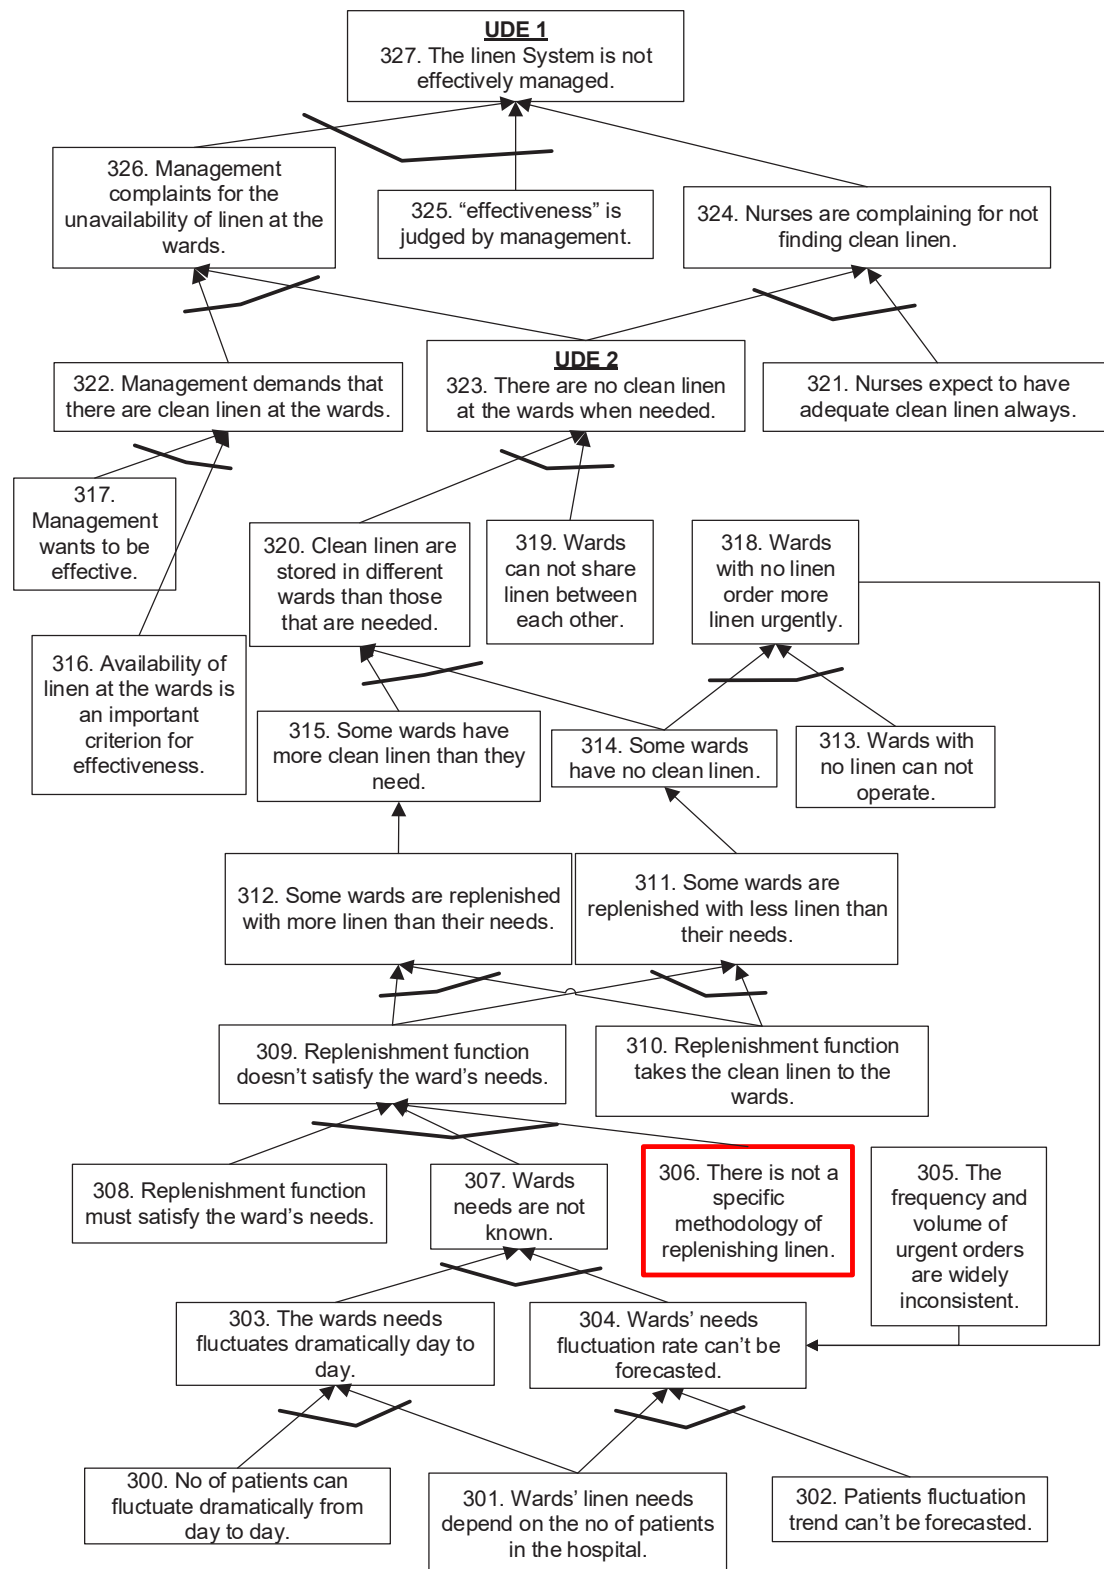 UDE 1
327. The linen System is not
effectively managed.
326. Management
complaints for the
unavailability of linen at the
wards.
325. “effectiveness” is
judged by management.
324. Nurses are complaining for not
finding clean linen.
322. Management demands that
there are clean linen at the wards.
UDE 2
323. There are no clean linen
at the wards when needed.
321. Nurses expect to have
adequate clean linen always.
317.
Management
wants to be
effective.
320. Clean linen are
stored in different
wards than those
that are needed.
319. Wards
can not share
linen between
each other.
318. Wards
with no linen
order more
linen urgently.
316. Availability of
linen at the wards is
an important
criterion for
effectiveness.
315. Some wards have
more clean linen than they
need.
314. Some wards
have no clean linen.
313. Wards with
no linen can not
operate.
312. Some wards are replenished
with more linen than their needs.
311. Some wards are
replenished with less linen than
their needs.
309. Replenishment function
doesn’t satisfy the ward’s needs.
310. Replenishment function
takes the clean linen to the
wards.
308. Replenishment function
must satisfy the ward’s needs.
307. Wards
needs are not
known.
306. There is not a
specific
methodology of
replenishing linen.
305. The
frequency and
volume of
urgent orders
are widely
inconsistent.
303. The wards needs
fluctuates dramatically day to
day.
304. Wards’ needs
fluctuation rate can’t be
forecasted.
300. No of patients can
fluctuate dramatically from
day to day.
301. Wards’ linen needs
depend on the no of patients
in the hospital.
302. Patients fluctuation
trend can’t be forecasted.